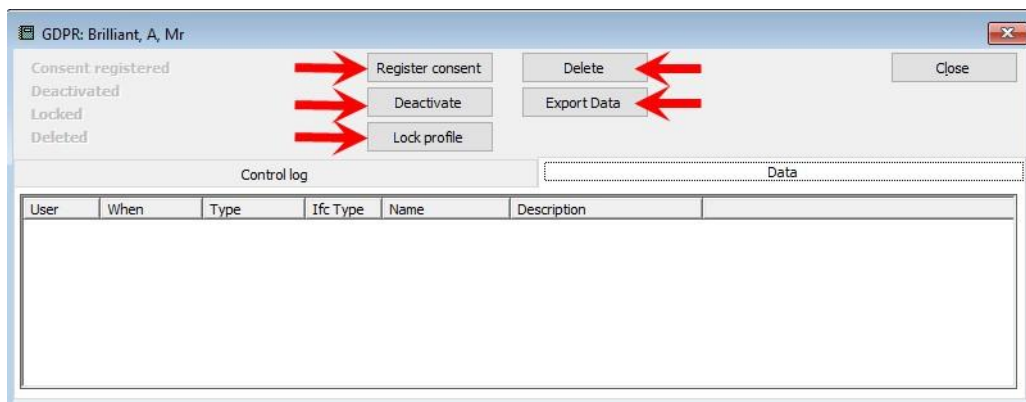 GDPR: Brilliant, A, Mr
Consent registered Register consent Delete Close
Deactivated Deactivate Export Data
Locked
Deleted Lock profile
Control log Data
User When Type Ifc Type Name Description